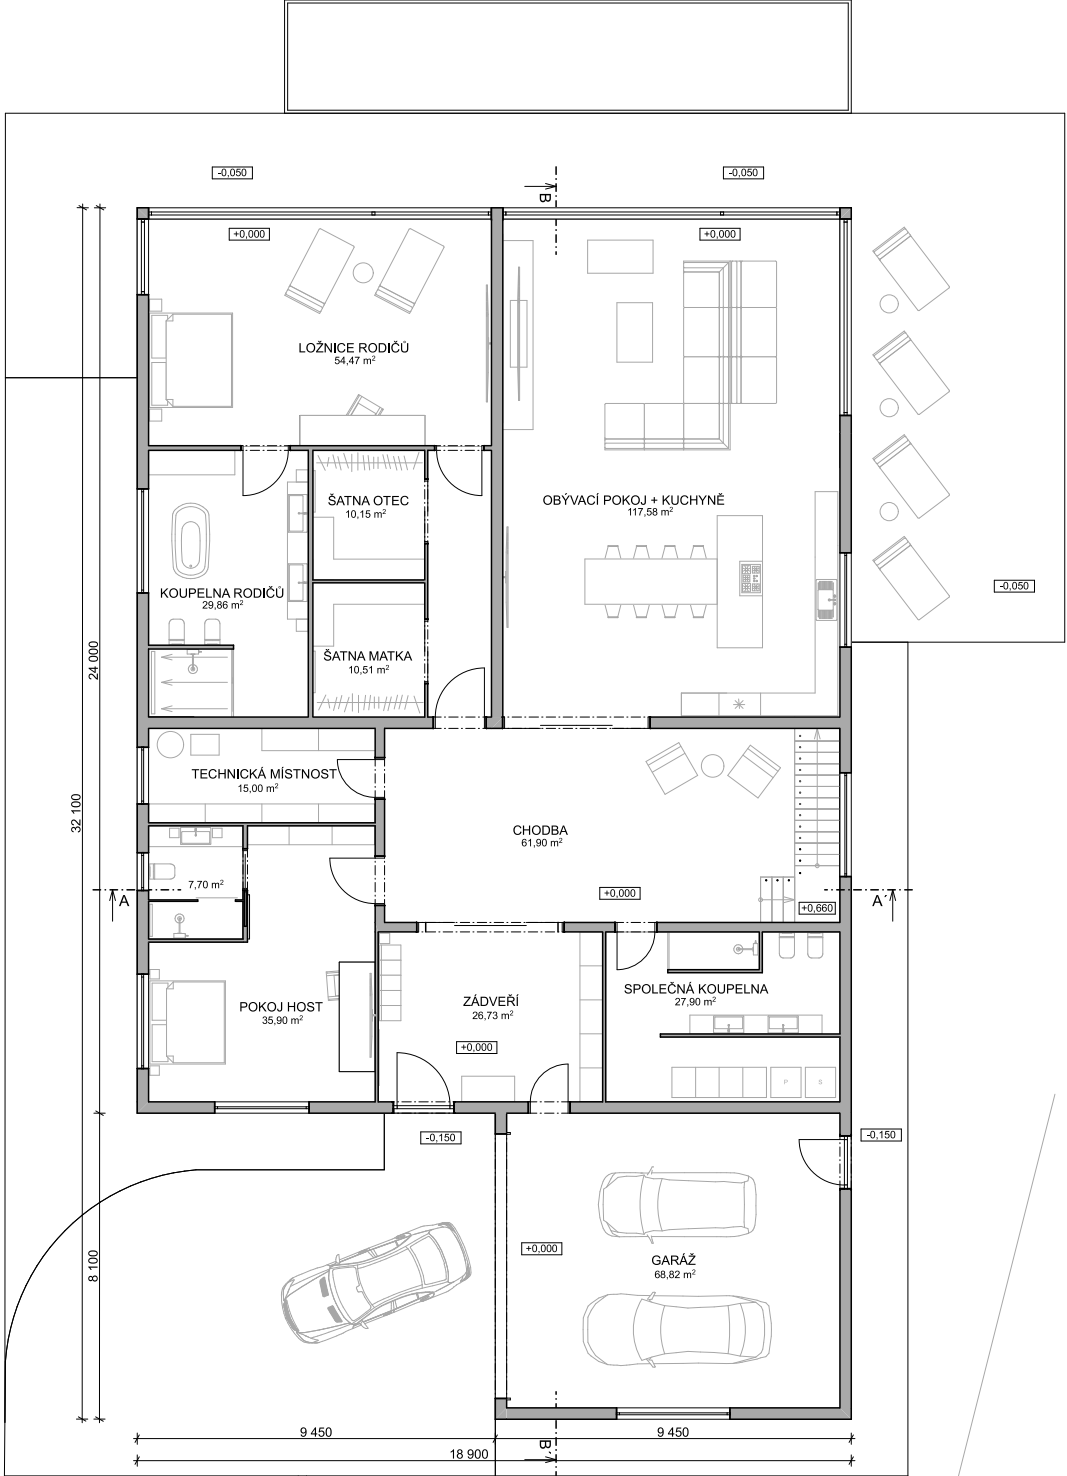 -0,050
-0,050
B
+0,000
+0,000
LOŽNICE RODIČŮ
54,47 m²
ŠATNA OTEC
10,15 m²
OBÝVACÍ POKOJ + KUCHYNĚ
117,58 m²
KOUPELNA RODIČŮ
29,86 m²
-0,050
24 000
ŠATNA MATKA
10,51 m²
TECHNICKÁ MÍSTNOST
15,00 m²
32 100
CHODBA
61,90 m²
7,70 m²
+0,000
A
A´
+0,660
SPOLEČNÁ KOUPELNA
27,90 m²
ZÁDVEŘÍ
26,73 m²
POKOJ HOST
35,90 m²
+0,000
P
S
-0,150
-0,150
+0,000
GARÁŽ
68,82 m²
8 100
9 450
9 450
B´
18 900